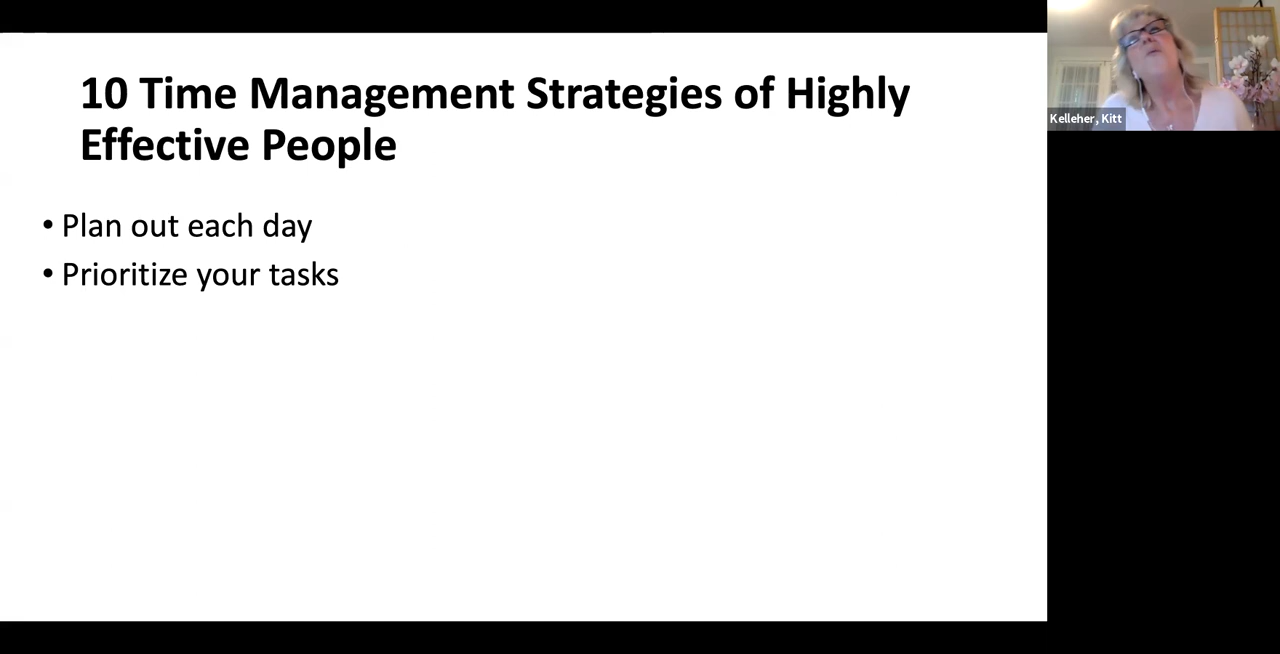 10 Time Management Strategies of Highly
Effective People
• Plan out each day
• Prioritize your tasks
Kelleher, Kitt